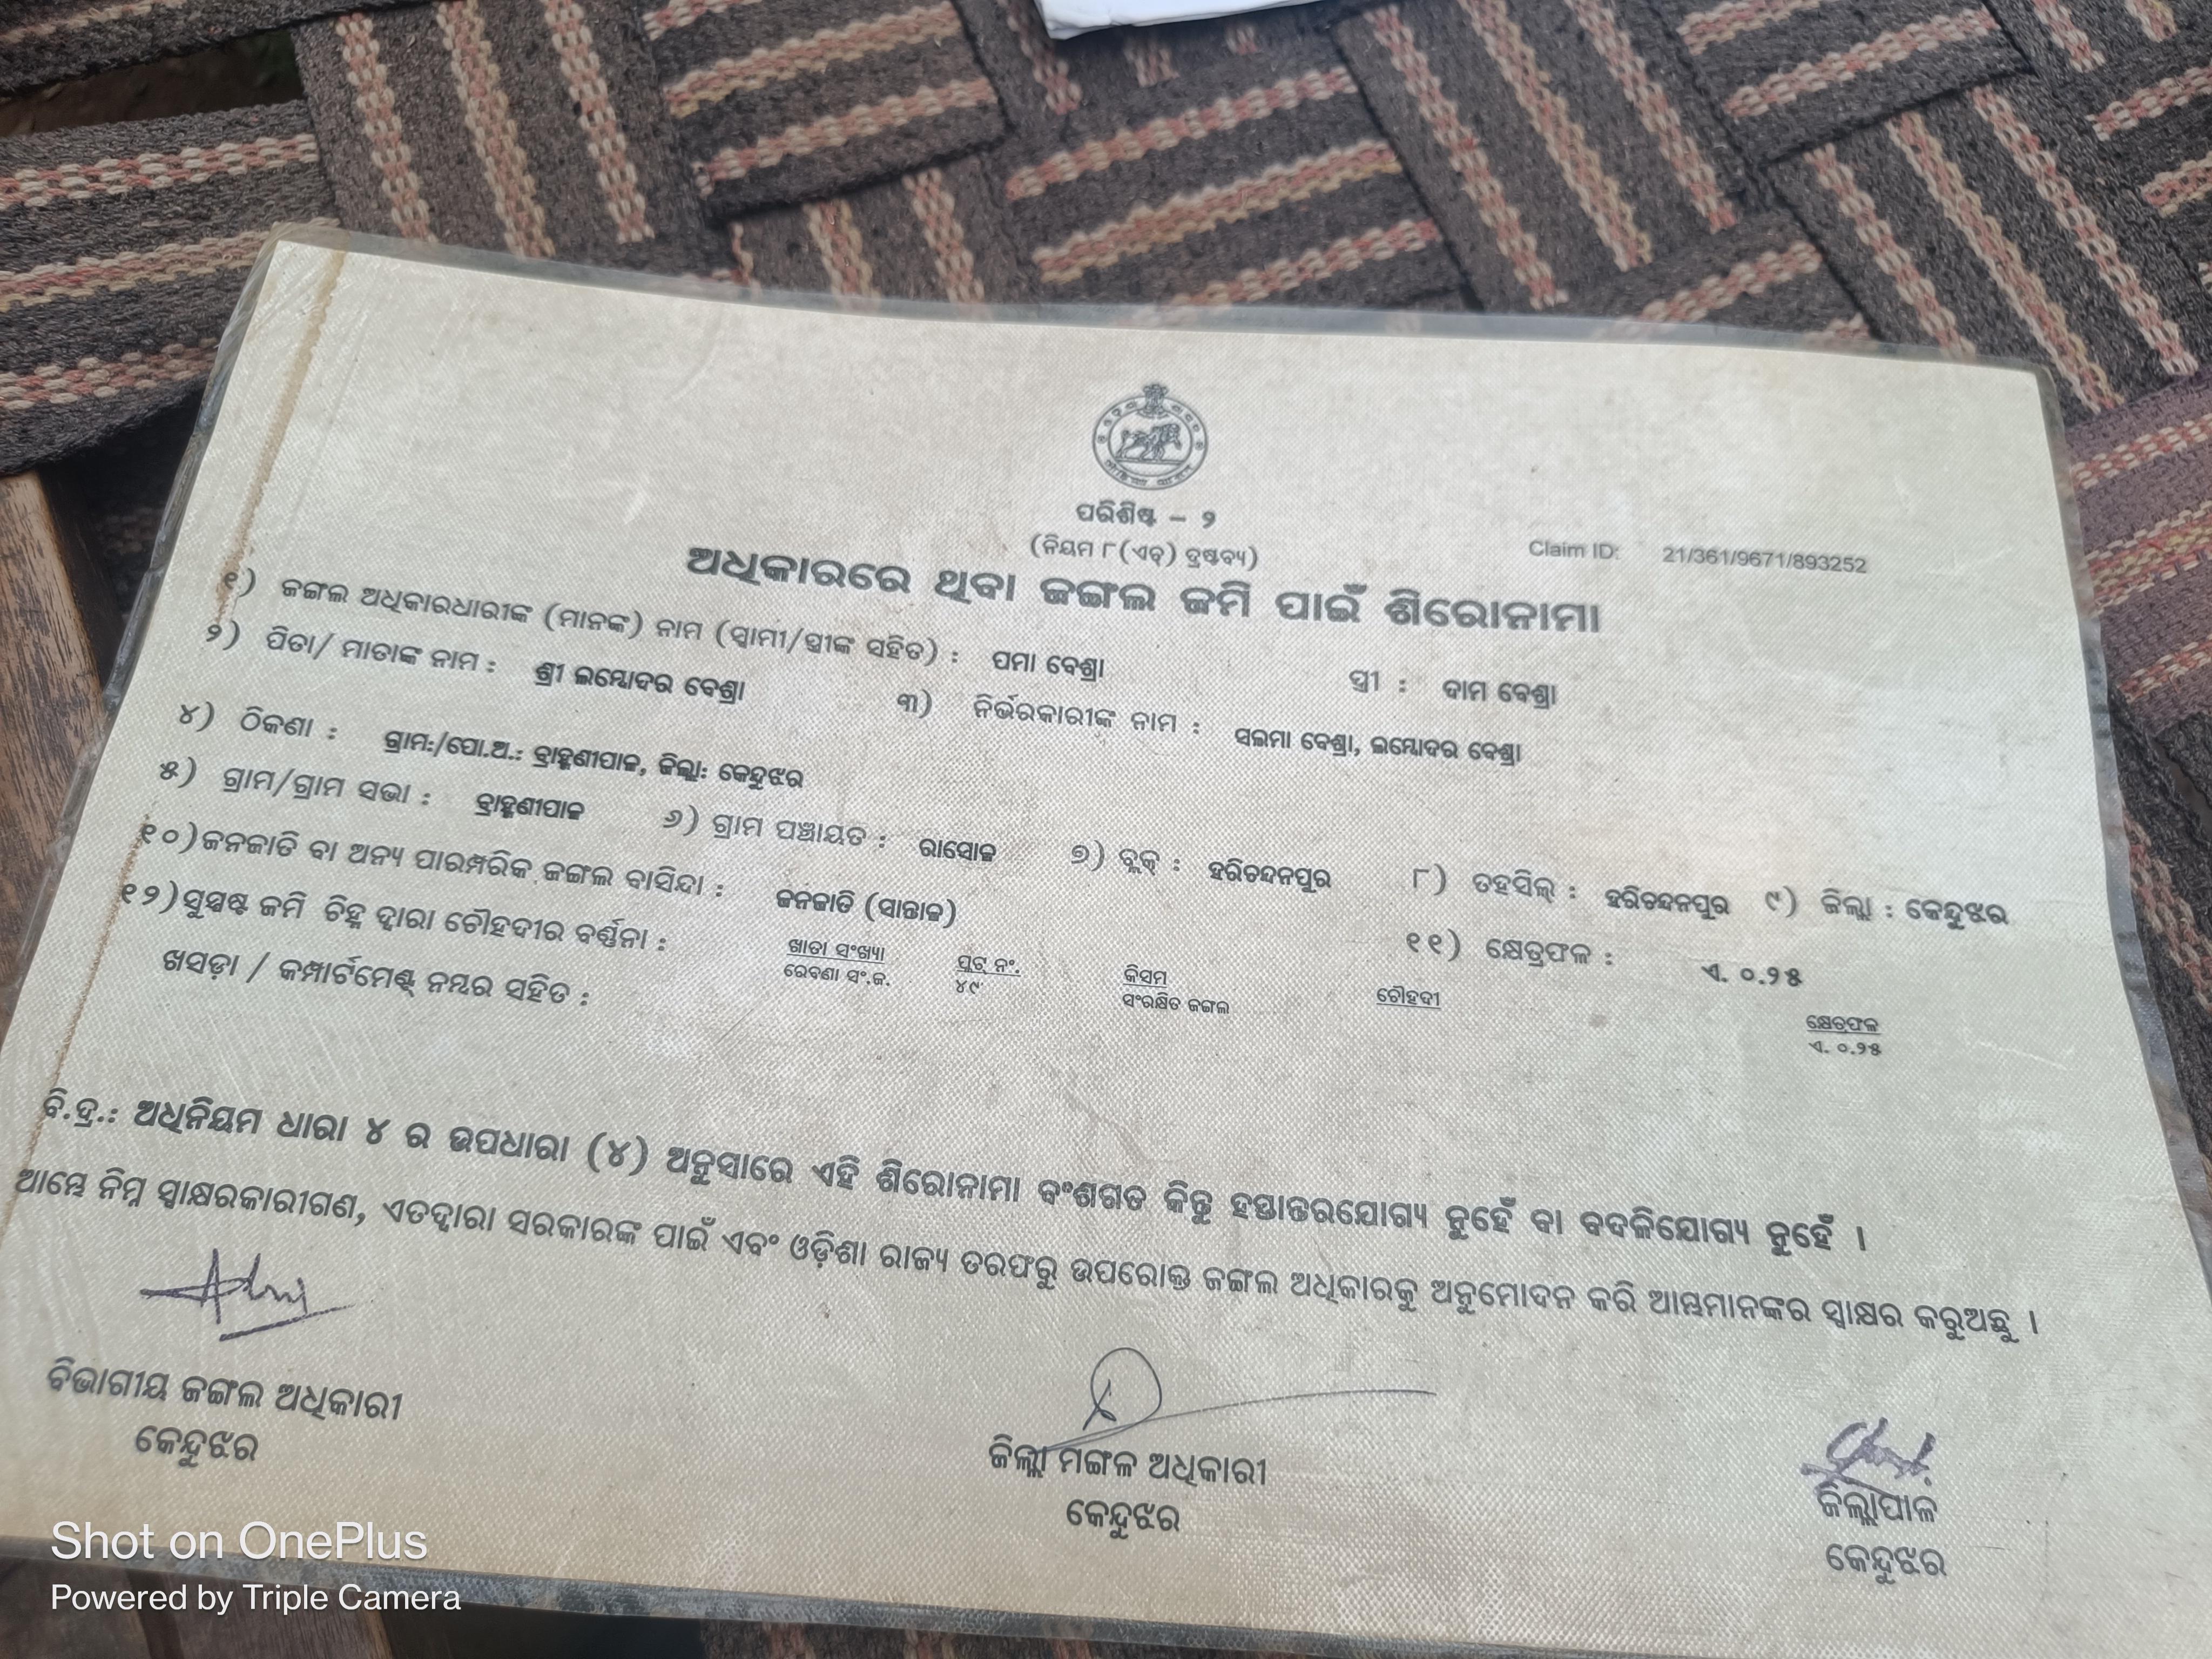 ପରିଶିଷ୍ଟ – ୨
(ନିୟମ ୮(ଏଚ୍) ଦ୍ରଷ୍ଟବ୍ୟ)
Claim ID: 21/361/9671/893252
ଅଧିକାରରେ ଥିବା ଜଙ୍ଗଲ ଜମି ପାଇଁ ଶିରୋନାମା
୧) ଜଙ୍ଗଲ ଅଧିକାରଧାରୀଙ୍କ (ମାନଙ୍କ) ନାମ (ସ୍ୱାମୀ/ସ୍ତ୍ରୀଙ୍କ ସହିତ) : ପମା ବେଶ୍ରା ସ୍ତ୍ରୀ : ଦାମ ବେଶ୍ରା
୨) ପିତା/ ମାତାଙ୍କ ନାମ : ଶ୍ରୀ ଲମ୍ବୋଦର ବେଶ୍ରା ୩) ନିର୍ଭରକାରୀଙ୍କ ନାମ : ସଲମା ବେଶ୍ରା, ଲମ୍ବୋଦର ବେଶ୍ରା
୪) ଠିକଣା : ଗ୍ରାମ:/ପୋ.ଅ.: ବ୍ରାହ୍ମଣୀପାଳ, ଜିଲ୍ଲା: କେନ୍ଦୁଝର
୫) ଗ୍ରାମ/ଗ୍ରାମ ସଭା : ବ୍ରାହ୍ମଣୀପାଳ ୬) ଗ୍ରାମ ପଞ୍ଚାୟତ : ରାସୋଳ ୭) ବ୍ଲକ୍ : ହରିଚନ୍ଦନପୁର ୮) ତହସିଲ୍ : ହରିଚନ୍ଦନପୁର ୯) ଜିଲ୍ଲା : କେନ୍ଦୁଝର
୧୦)ଜନଜାତି ବା ଅନ୍ୟ ପାରମ୍ପରିକ ଜଙ୍ଗଲ ବାସିନ୍ଦା : ଜନଜାତି (ସାନ୍ତାଳ) ୧୧) କ୍ଷେତ୍ରଫଳ : ଏ. ୦.୨୫
୧୨)ସୁସ୍ପଷ୍ଟ ଜମି ଚିହ୍ନ ଦ୍ୱାରା ଚୌହଦୀର ବର୍ଣ୍ଣନା :
ଖସଡ଼ା / କମ୍ପାର୍ଟମେଣ୍ଟ୍ ନମ୍ବର ସହିତ :
ଖାତା ସଂଖ୍ୟା ପ୍ଲଟ୍ ନଂ. କିସମ ଚୌହଦୀ କ୍ଷେତ୍ରଫଳ
ରେବଣା ସଂ.ଜ. ୪୯ ସଂରକ୍ଷିତ ଜଙ୍ଗଲ ଏ. ୦.୨୫
ବି.ଦ୍ର.: ଅଧିନିୟମ ଧାରା ୪ ର ଉପଧାରା (୪) ଅନୁସାରେ ଏହି ଶିରୋନାମା ବଂଶଗତ କିନ୍ତୁ ହସ୍ତାନ୍ତରଯୋଗ୍ୟ ନୁହେଁ ବା ବଦଳିଯୋଗ୍ୟ ନୁହେଁ ।
ଆମ୍ଭେ ନିମ୍ନ ସ୍ୱାକ୍ଷରକାରୀଗଣ, ଏତଦ୍ୱାରା ସରକାରଙ୍କ ପାଇଁ ଏବଂ ଓଡ଼ିଶା ରାଜ୍ୟ ତରଫରୁ ଉପରୋକ୍ତ ଜଙ୍ଗଲ ଅଧିକାରକୁ ଅନୁମୋଦନ କରି ଆମ୍ଭମାନଙ୍କର ସ୍ୱାକ୍ଷର କରୁଅଛୁ ।
ବିଭାଗୀୟ ଜଙ୍ଗଲ ଅଧିକାରୀ
କେନ୍ଦୁଝର
ଜିଲ୍ଲା ମଙ୍ଗଳ ଅଧିକାରୀ
କେନ୍ଦୁଝର
ଜିଲ୍ଲାପାଳ
କେନ୍ଦୁଝର
Shot on OnePlus
Powered by Triple Camera